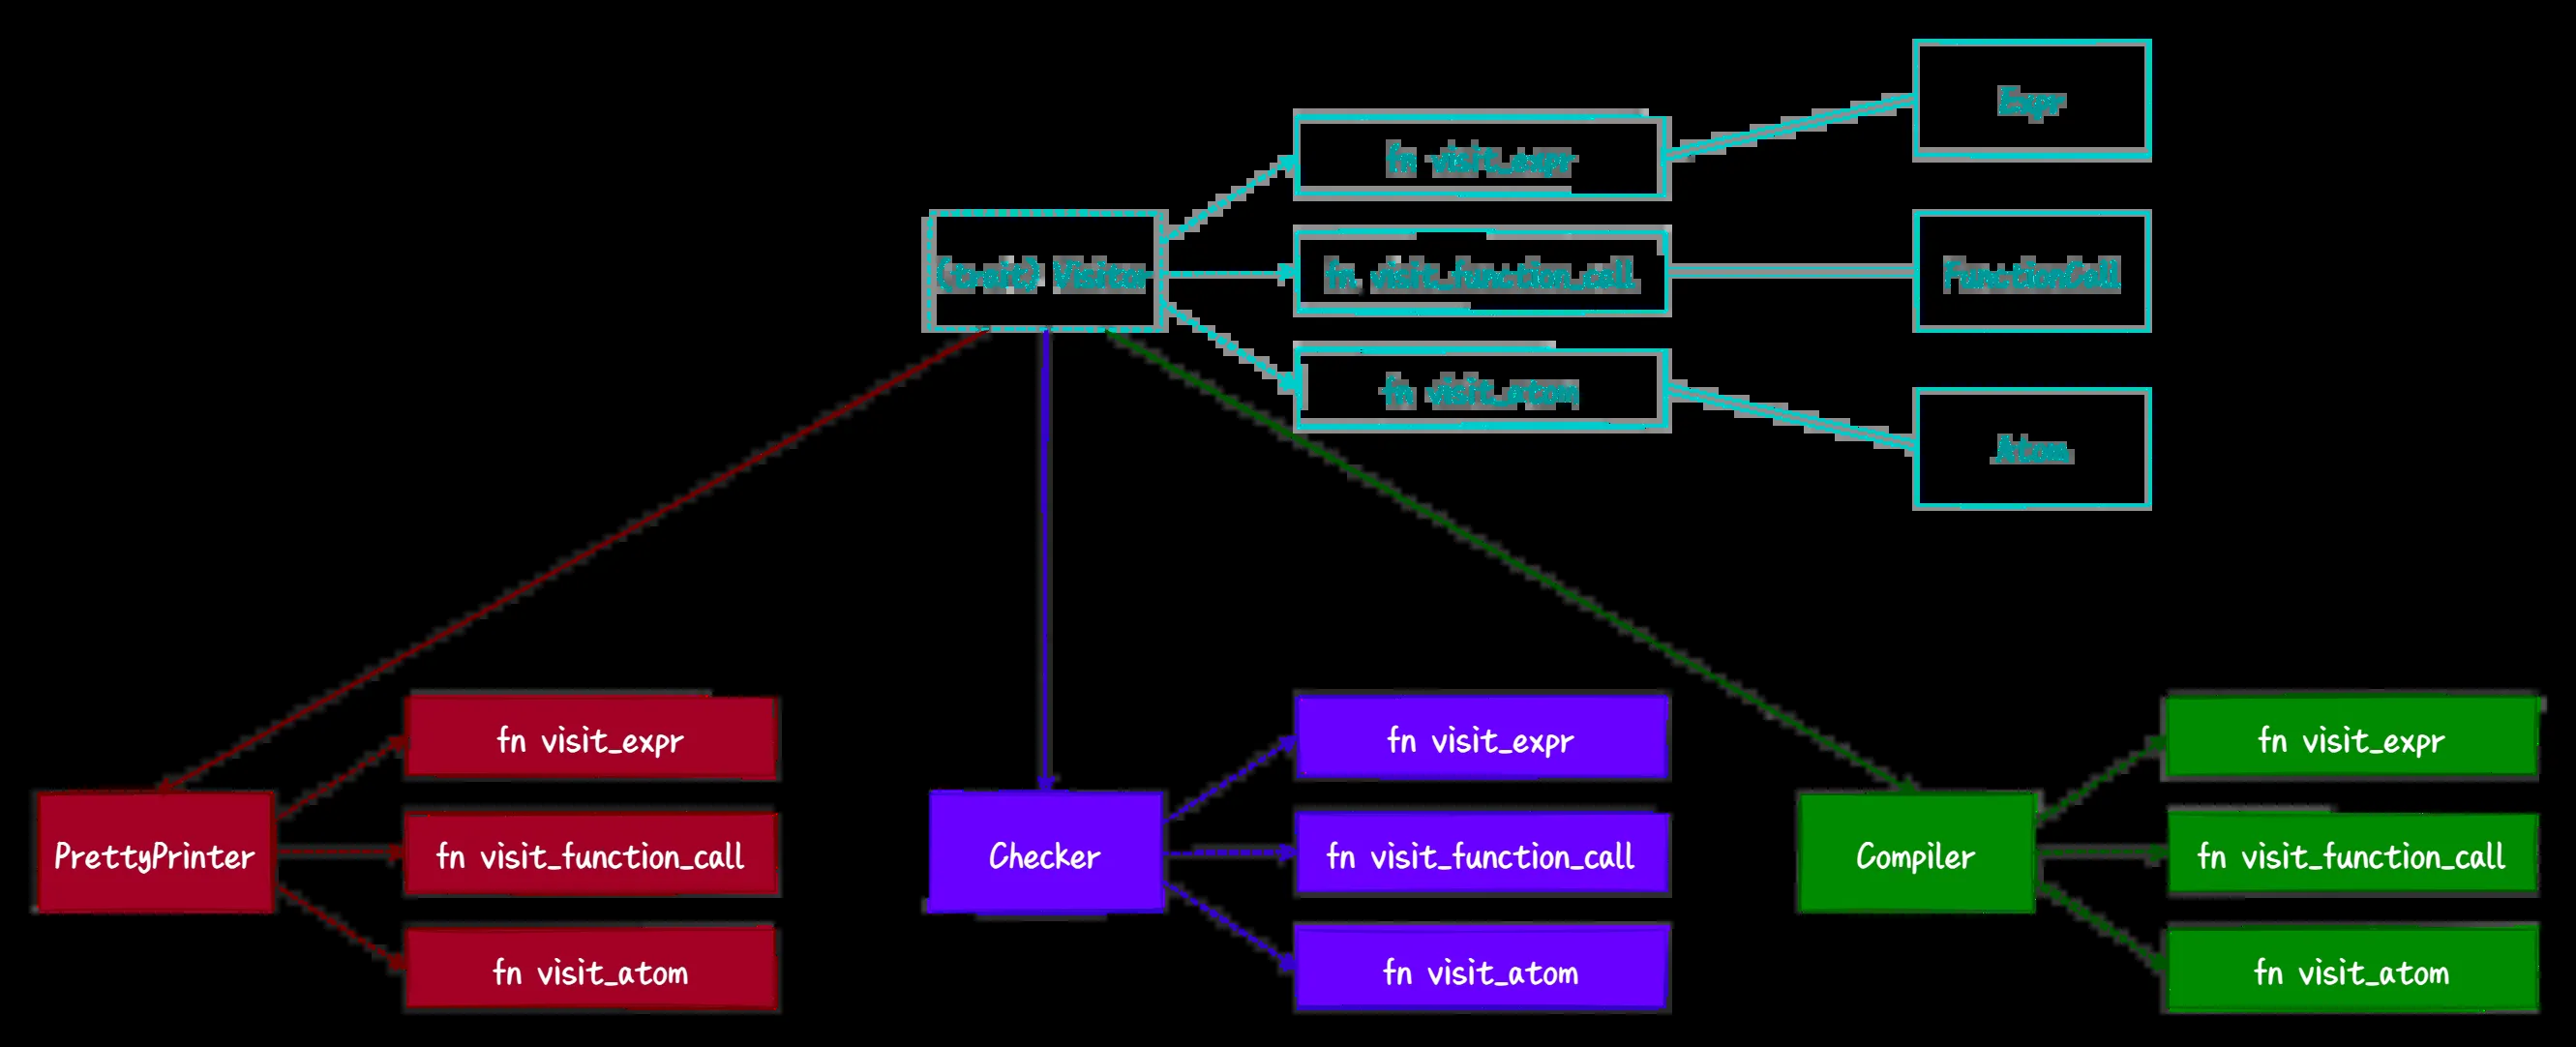 Expr
fn visit_expr
(trait) Visitor
fn visit_function_call
FunctionCall
fn visit_atom
Atom
PrettyPrinter
fn visit_expr
fn visit_function_call
fn visit_atom
Checker
fn visit_expr
fn visit_function_call
fn visit_atom
Compiler
fn visit_expr
fn visit_function_call
fn visit_atom